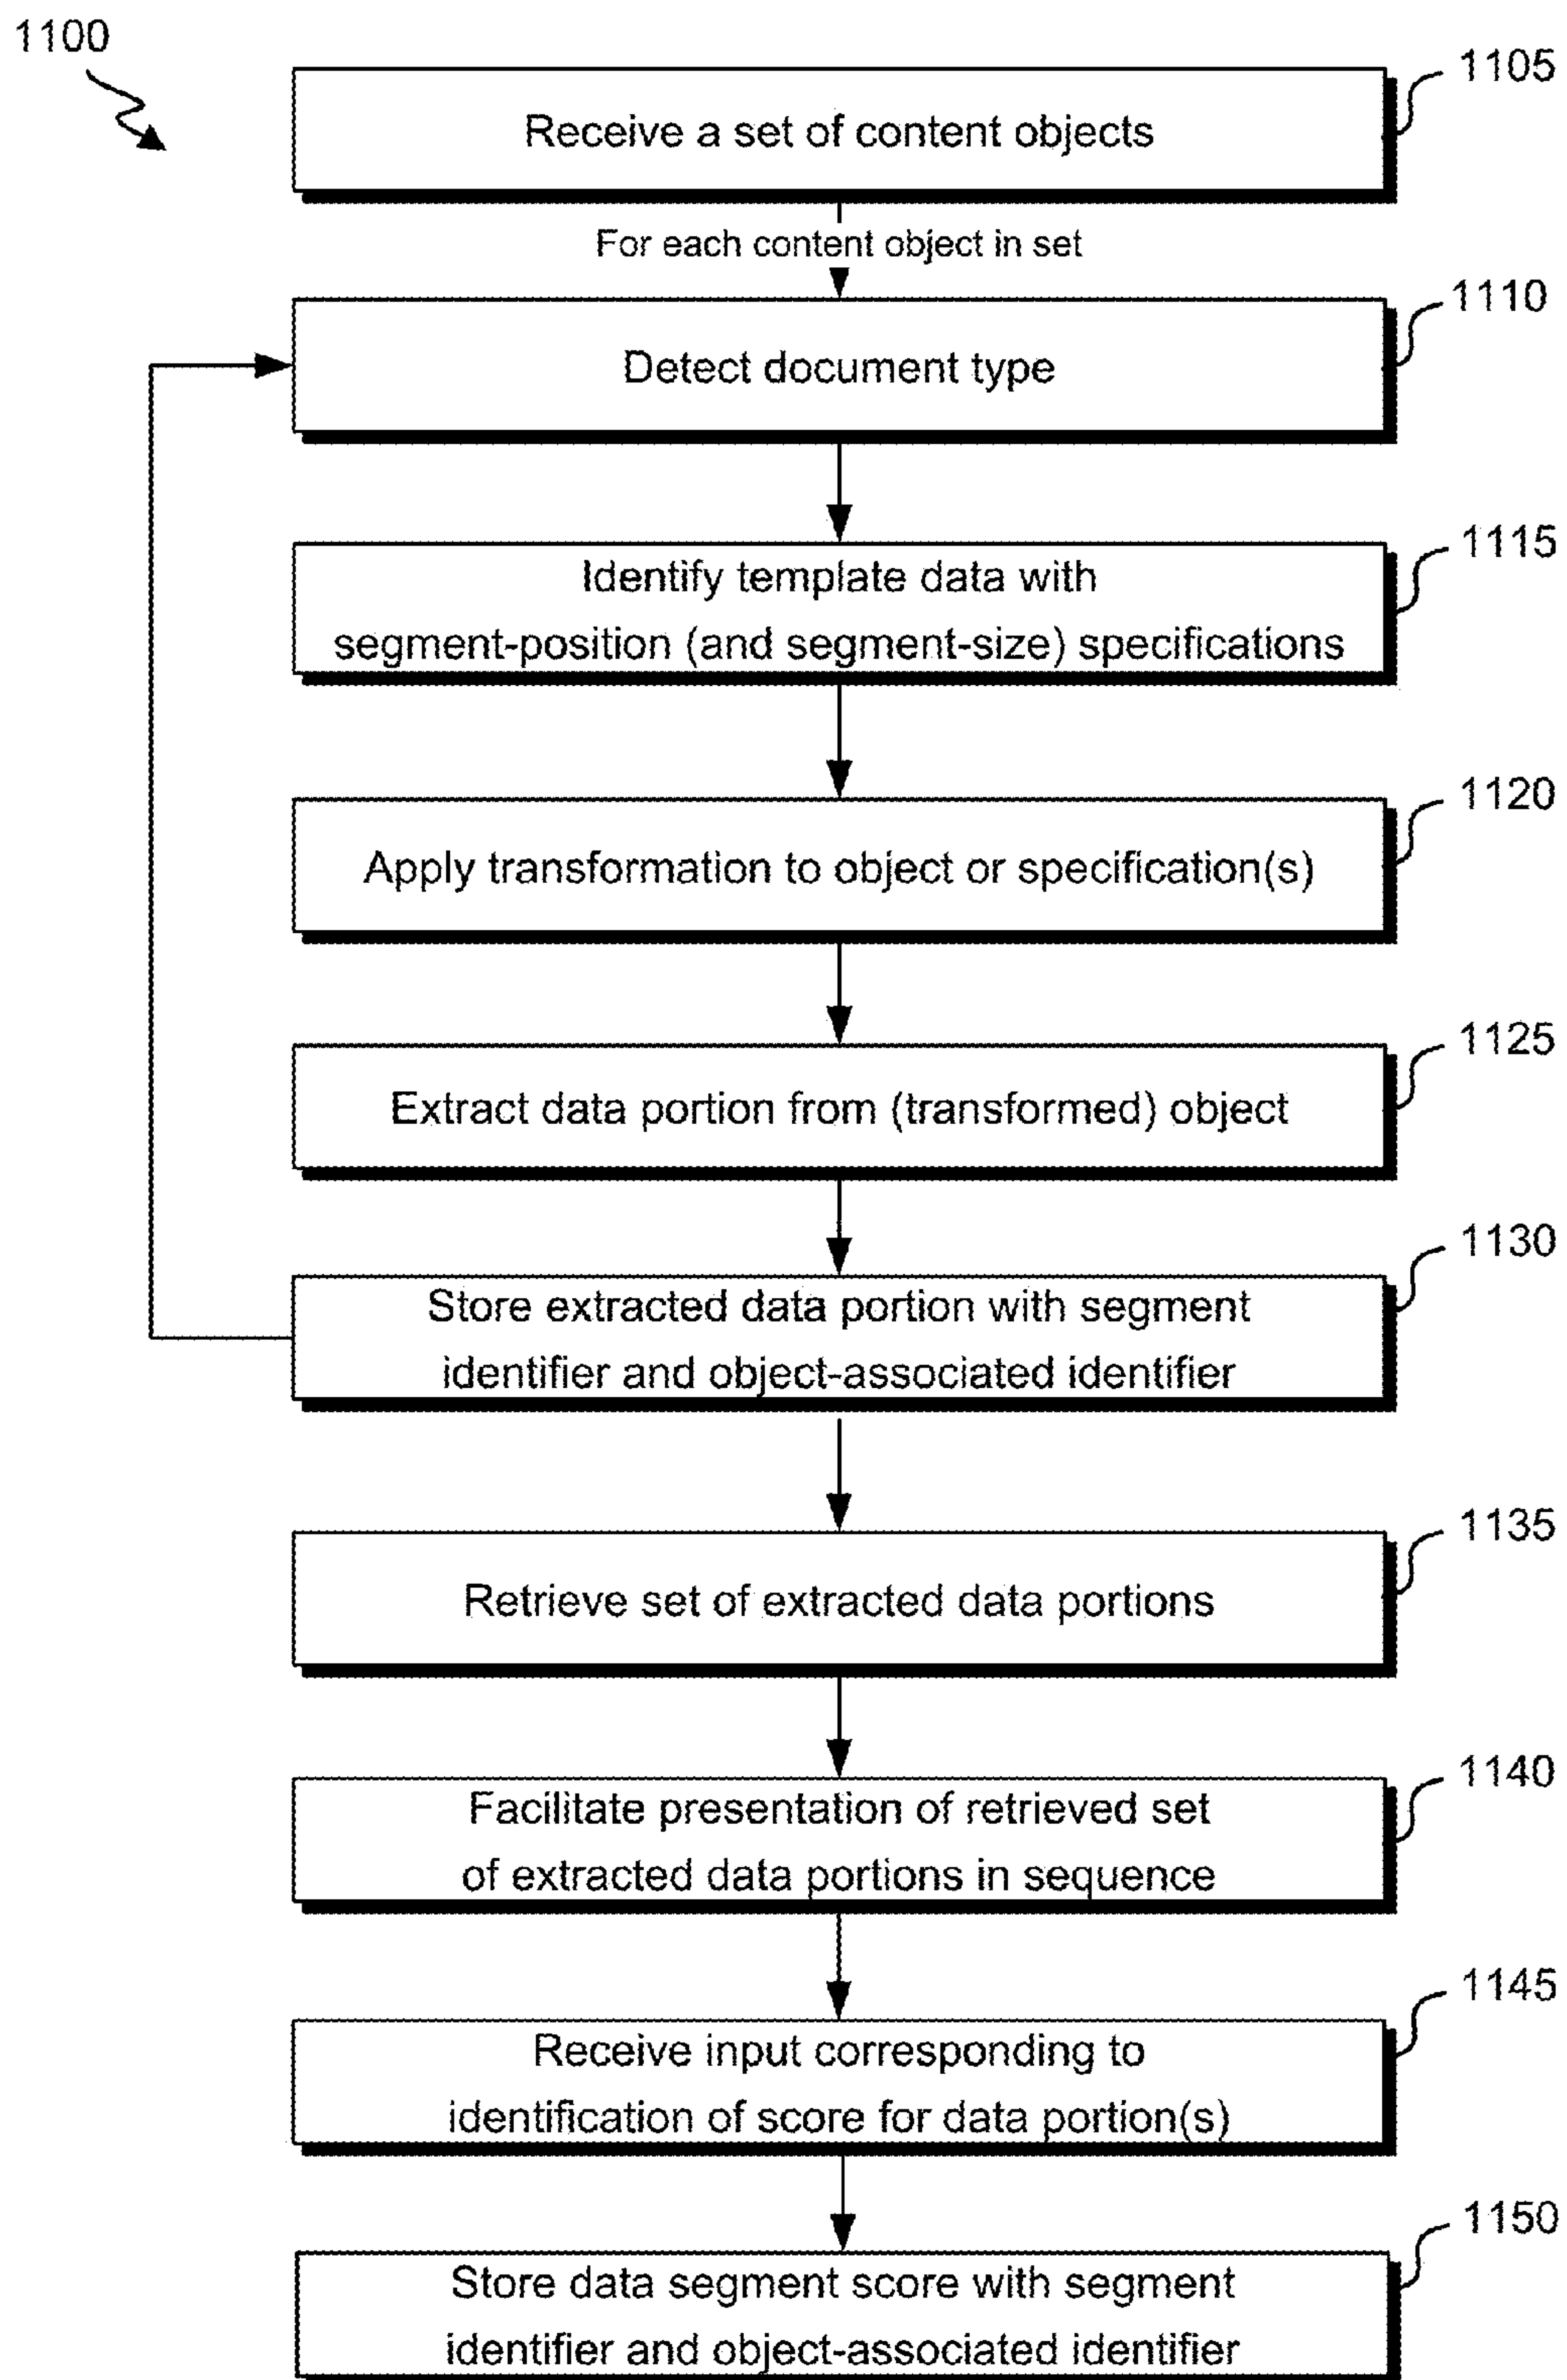 1100
1105
Receive a set of content objects
For each content object in set
1110
Detect document type
1115
Identify template data with
segment-position (and segment-size) specifications
1120
Apply transformation to object or specification(s)
1125
Extract data portion from (transformed) object
1130
Store extracted data portion with segment
identifier and object-associated identifier
1135
Retrieve set of extracted data portions
1140
Facilitate presentation of retrieved set
of extracted data portions in sequence
1145
Receive input corresponding to
identification of score for data portion(s)
1150
Store data segment score with segment
identifier and object-associated identifier